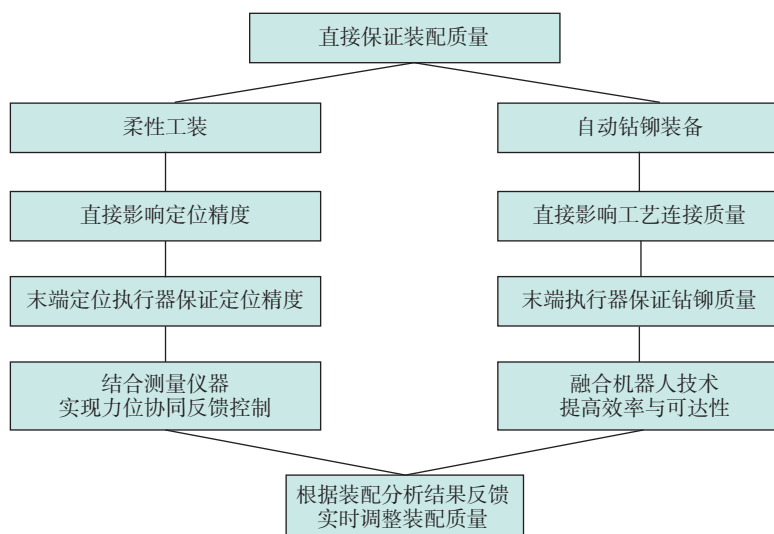 直接保证装配质量
柔性工装
自动钻铆装备
直接影响定位精度
直接影响工艺连接质量
末端定位执行器保证定位精度
末端执行器保证钻铆质量
结合测量仪器
实现力位协同反馈控制
融合机器人技术
提高效率与可达性
根据装配分析结果反馈
实时调整装配质量